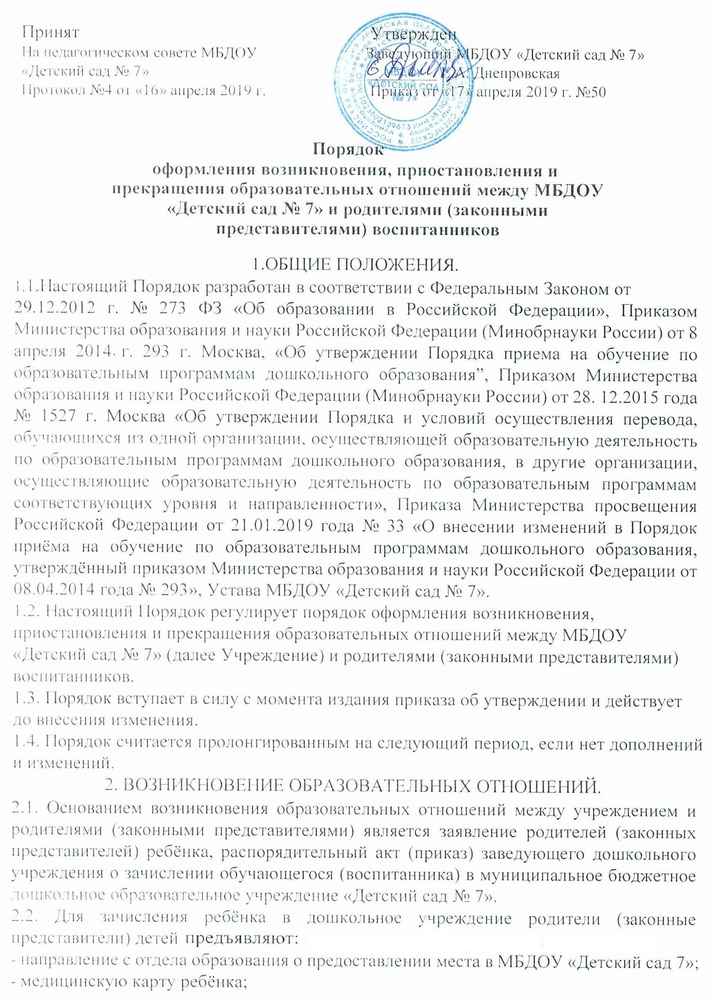 Принят
На педагогическом совете МБДОУ
«Детский сад № 7»
Протокол №4 от «16» апреля 2019 г.
Утвержден
Заведующий МБДОУ «Детский сад № 7»
Е.А. Днепровская
Приказ от «17» апреля 2019 г. №50
МБДОУ
«Детский сад
№ 7»
Порядок
оформления возникновения, приостановления и
прекращения образовательных отношений между МБДОУ
«Детский сад № 7» и родителями (законными
представителями) воспитанников
1.ОБЩИЕ ПОЛОЖЕНИЯ.
1.1.Настоящий Порядок разработан в соответствии с Федеральным Законом от
29.12.2012 г. № 273 ФЗ «Об образовании в Российской Федерации», Приказом
Министерства образования и науки Российской Федерации (Минобрнауки России) от 8
апреля 2014. г. 293 г. Москва, «Об утверждении Порядка приема на обучение по
образовательным программам дошкольного образования”, Приказом Министерства
образования и науки Российской Федерации (Минобрнауки России) от 28. 12.2015 года
№ 1527 г. Москва «Об утверждении Порядка и условий осуществления перевода,
обучающихся из одной организации, осуществляющей образовательную деятельность
по образовательным программам дошкольного образования, в другие организации,
осуществляющие образовательную деятельность по образовательным программам
соответствующих уровня и направленности», Приказа Министерства просвещения
Российской Федерации от 21.01.2019 года № 33 «О внесении изменений в Порядок
приёма на обучение по образовательным программам дошкольного образования,
утверждённый приказом Министерства образования и науки Российской Федерации от
08.04.2014 года № 293», Устава МБДОУ «Детский сад № 7».
1.2. Настоящий Порядок регулирует порядок оформления возникновения,
приостановления и прекращения образовательных отношений между МБДОУ
«Детский сад № 7» (далее Учреждение) и родителями (законными представителями)
воспитанников.
1.3. Порядок вступает в силу с момента издания приказа об утверждении и действует
до внесения изменения.
1.4. Порядок считается пролонгированным на следующий период, если нет дополнений
и изменений.
2. ВОЗНИКНОВЕНИЕ ОБРАЗОВАТЕЛЬНЫХ ОТНОШЕНИЙ.
2.1. Основанием возникновения образовательных отношений между учреждением и
родителями (законными представителями) является заявление родителей (законных
представителей) ребёнка, распорядительный акт (приказ) заведующего дошкольного
учреждения о зачислении обучающегося (воспитанника) в муниципальное бюджетное
дошкольное образовательное учреждение «Детский сад № 7».
2.2. Для зачисления ребёнка в дошкольное учреждение родители (законные
представители) детей предъявляют:
- направление с отдела образования о предоставлении места в МБДОУ «Детский сад 7»;
- медицинскую карту ребёнка;